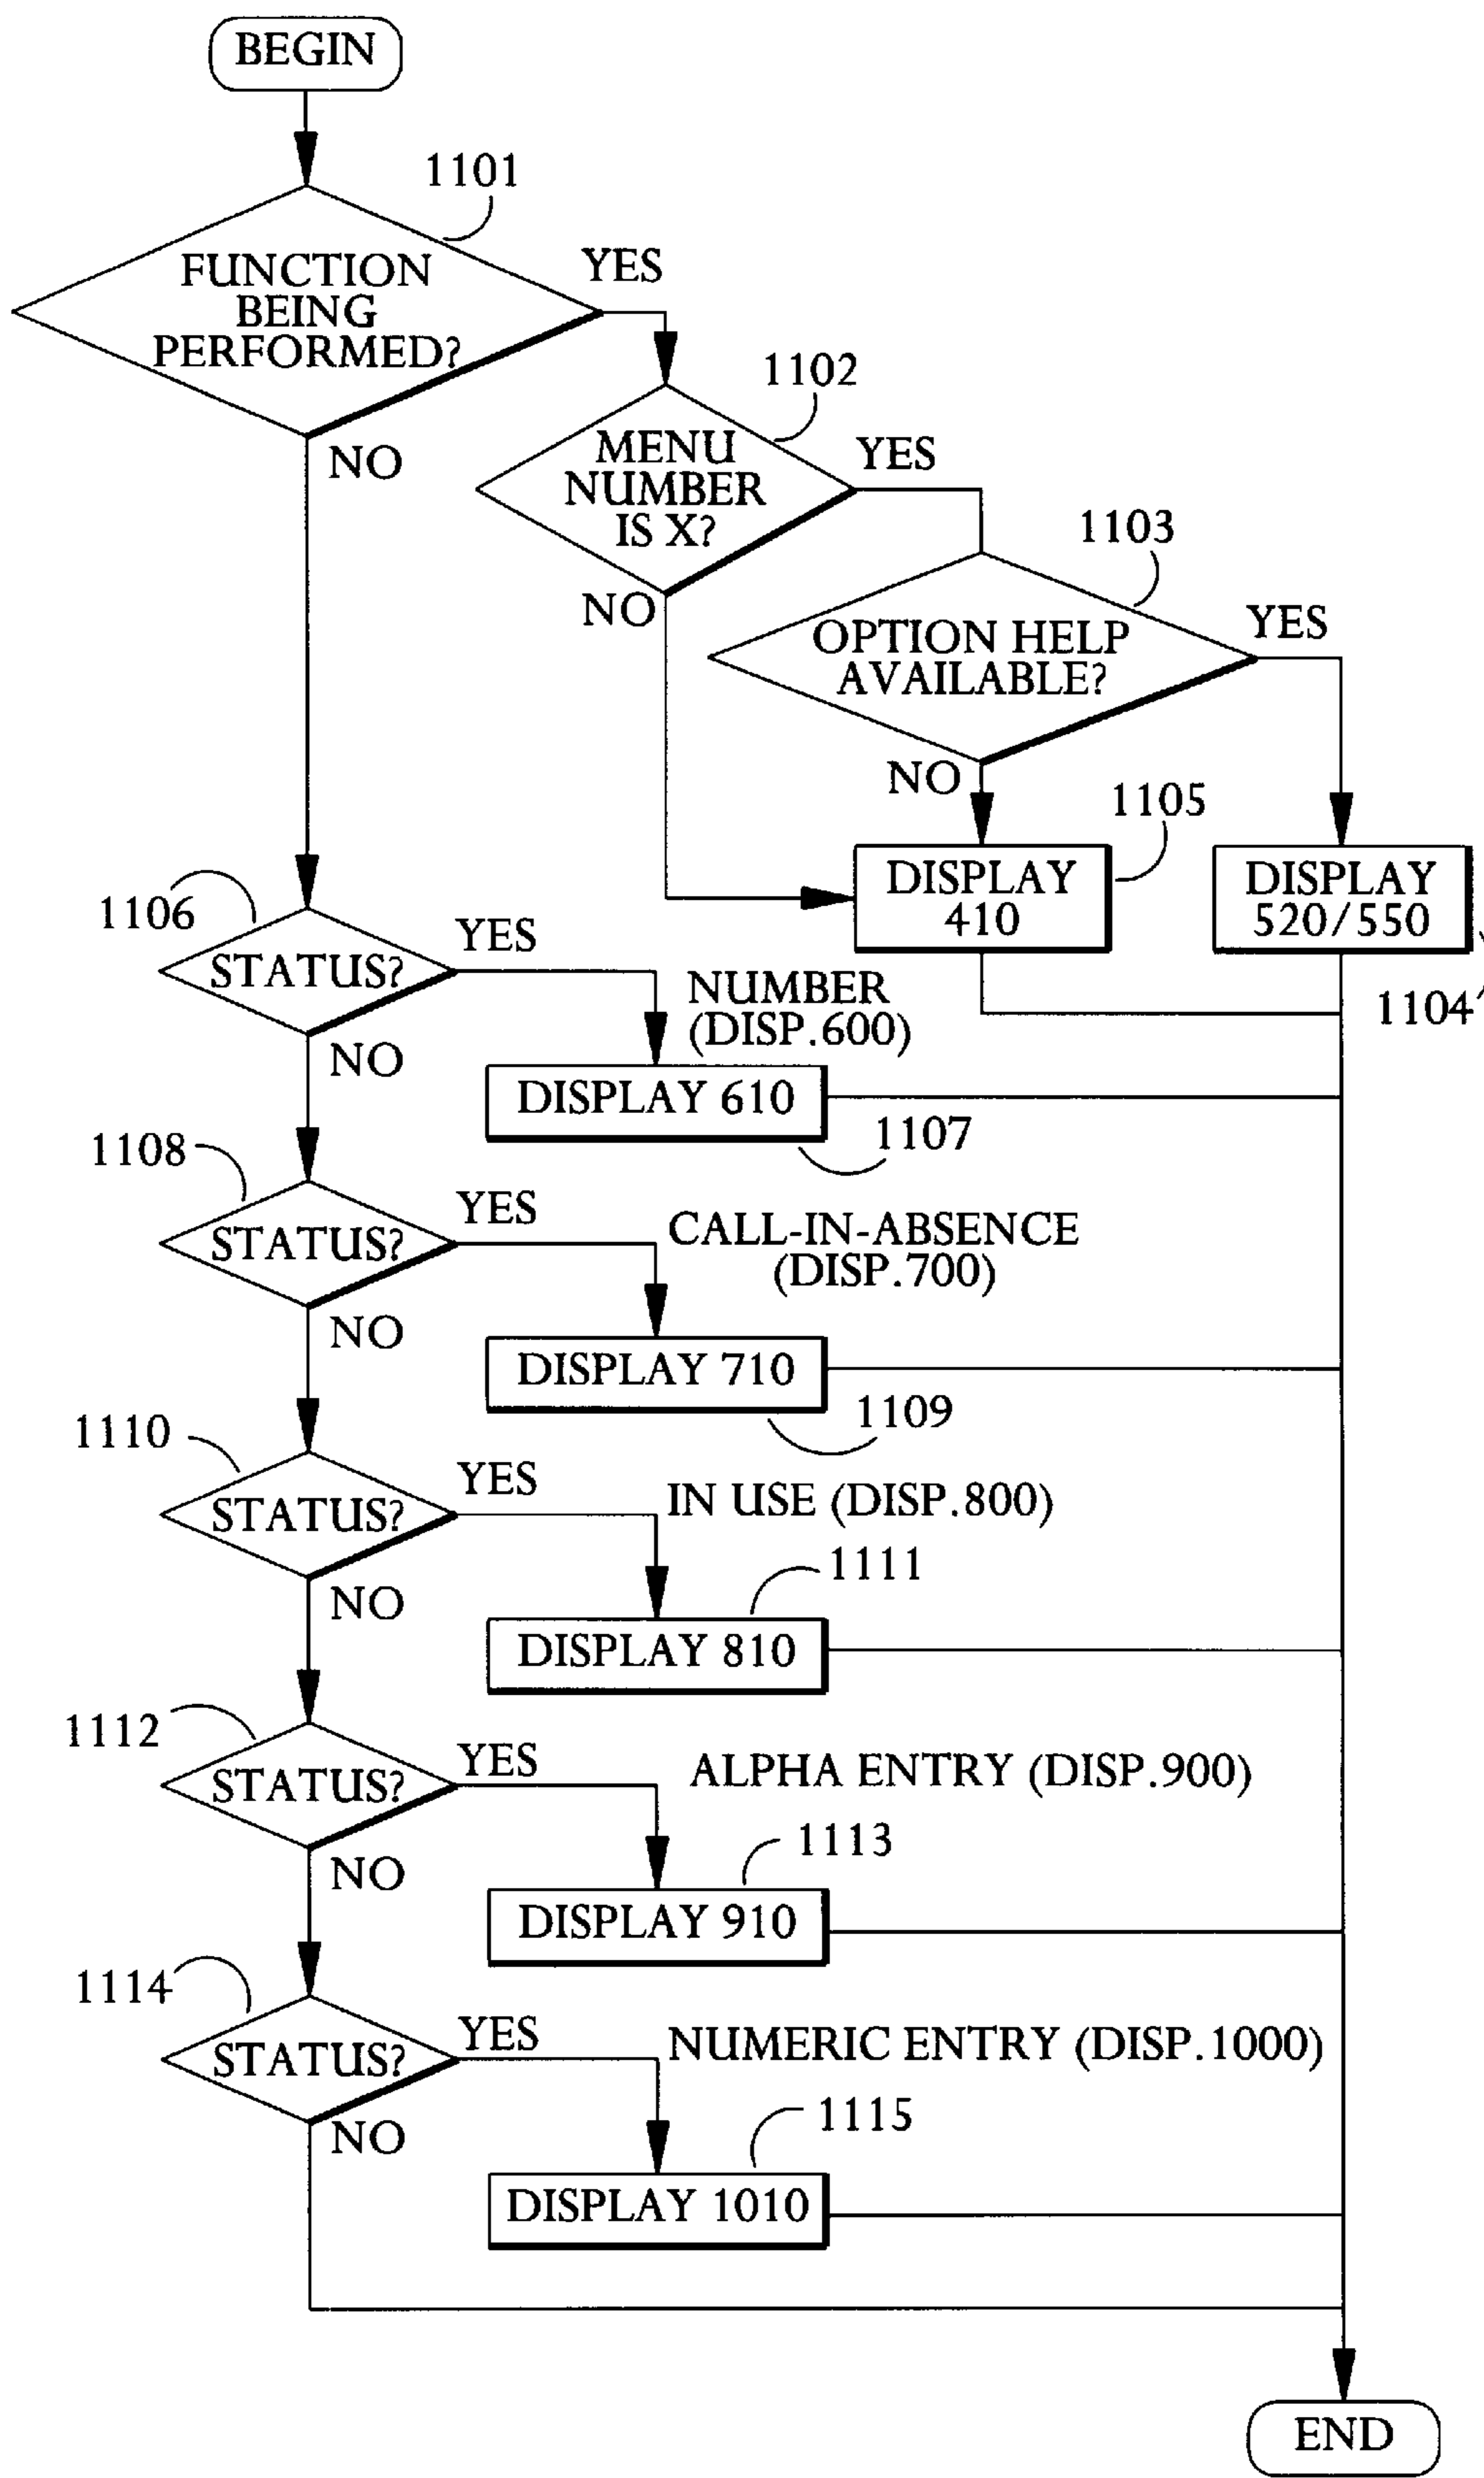 BEGIN
1101
FUNCTION
BEING
PERFORMED?
YES
NO
1102
MENU
NUMBER
IS X?
YES
NO
1103
OPTION HELP
AVAILABLE?
YES
NO
1105
DISPLAY
410
DISPLAY
520/550
1104
1106
STATUS?
YES
NO
NUMBER
(DISP.600)
DISPLAY 610
1107
1108
STATUS?
YES
NO
CALL-IN-ABSENCE
(DISP.700)
DISPLAY 710
1109
1110
STATUS?
YES
NO
IN USE (DISP.800)
1111
DISPLAY 810
1112
STATUS?
YES
NO
ALPHA ENTRY (DISP.900)
1113
DISPLAY 910
1114
STATUS?
YES
NO
NUMERIC ENTRY (DISP.1000)
1115
DISPLAY 1010
END